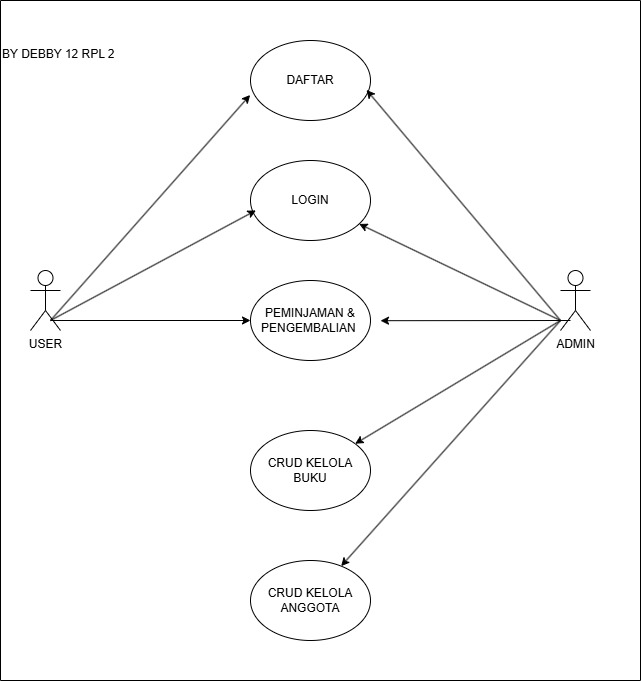 BY DEBBY 12 RPL 2
DAFTAR
LOGIN
PEMINJAMAN &
PENGEMBALIAN
USER
ADMIN
CRUD KELOLA
BUKU
CRUD KELOLA
ANGGOTA